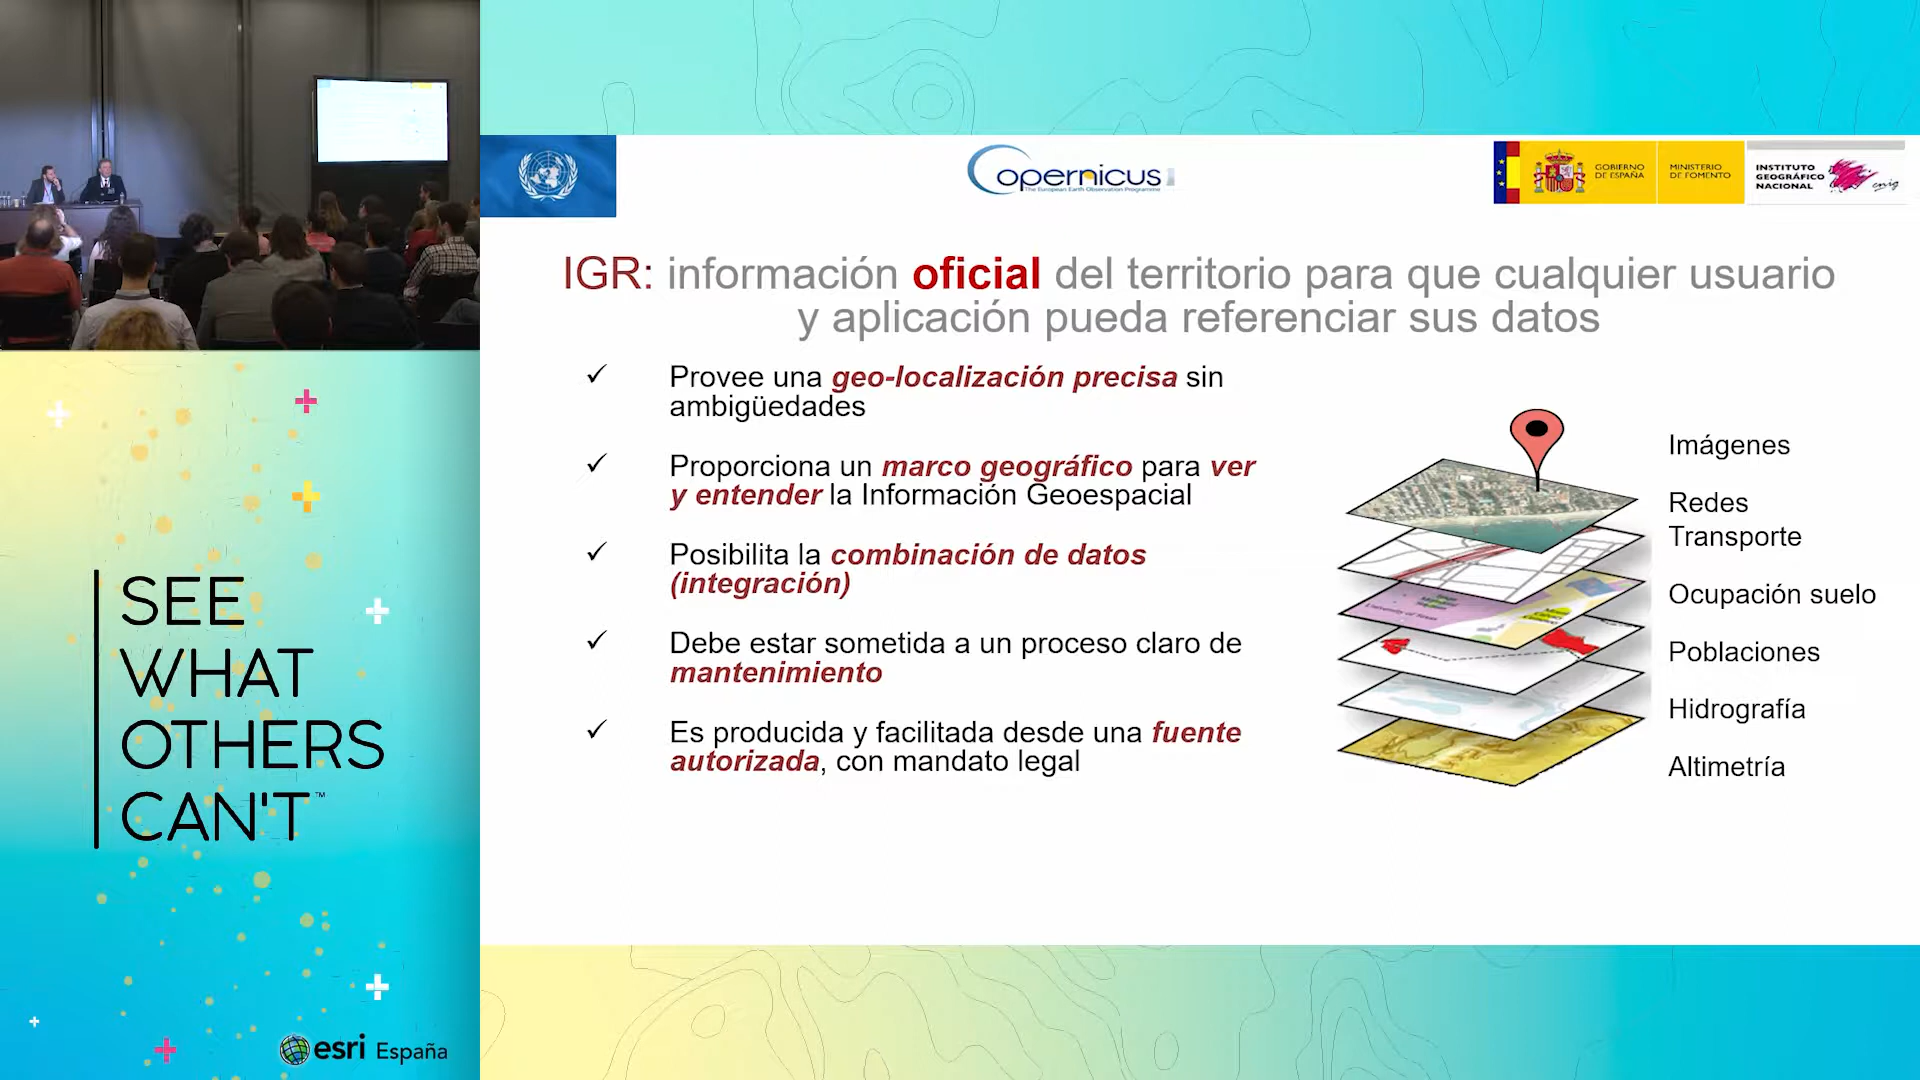 opernicus
The European Earth Observation Programme
GOBIERNO
DE ESPAÑA
MINISTERIO
DE FOMENTO
INSTITUTO
GEOGRÁFICO
NACIONAL
cnig
IGR: información oficial del territorio para que cualquier usuario
y aplicación pueda referenciar sus datos
✓ Provee una geo-localización precisa sin
ambigüedades
✓ Proporciona un marco geográfico para ver
y entender la Información Geoespacial
✓ Posibilita la combinación de datos
(integración)
✓ Debe estar sometida a un proceso claro de
mantenimiento
✓ Es producida y facilitada desde una fuente
autorizada, con mandato legal
Imágenes
Redes
Transporte
Ocupación suelo
Poblaciones
Hidrografía
Altimetría
SEE
WHAT
OTHERS
CAN'T™
esri España